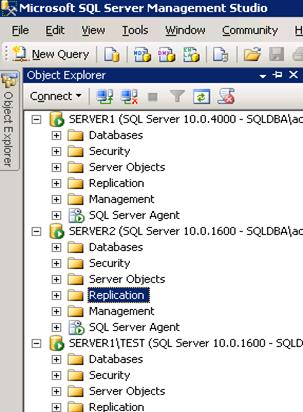 Microsoft SQL Server Management Studio
File Edit View Tools Window Community
New Query
Object Explorer
Object Explorer
Connect
SERVER1 (SQL Server 10.0.4000 - SQLDBA\ac
Databases
Security
Server Objects
Replication
Management
SQL Server Agent
SERVER2 (SQL Server 10.0.1600 - SQLDBA\ac
Databases
Security
Server Objects
Replication
Management
SQL Server Agent
SERVER1\TEST (SQL Server 10.0.1600 - SQLD
Databases
Security
Server Objects
Replication